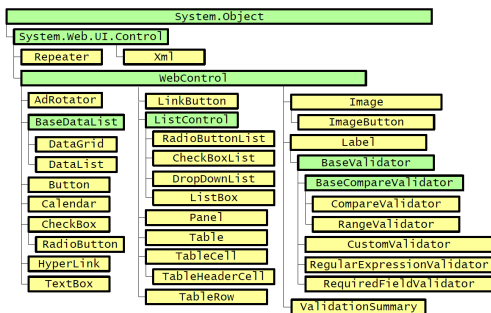 System.Object
System.Web.UI.Control
Repeater
Xml
WebControl
AdRotator
BaseDataList
DataGrid
DataList
Button
Calendar
CheckBox
RadioButton
HyperLink
TextBox
LinkButton
ListControl
RadioButtonList
CheckBoxList
DropDownList
ListBox
Panel
Table
TableCell
TableHeaderCell
TableRow
Image
ImageButton
Label
BaseValidator
BaseCompareValidator
CompareValidator
RangeValidator
CustomValidator
RegularExpressionValidator
RequiredFieldValidator
ValidationSummary